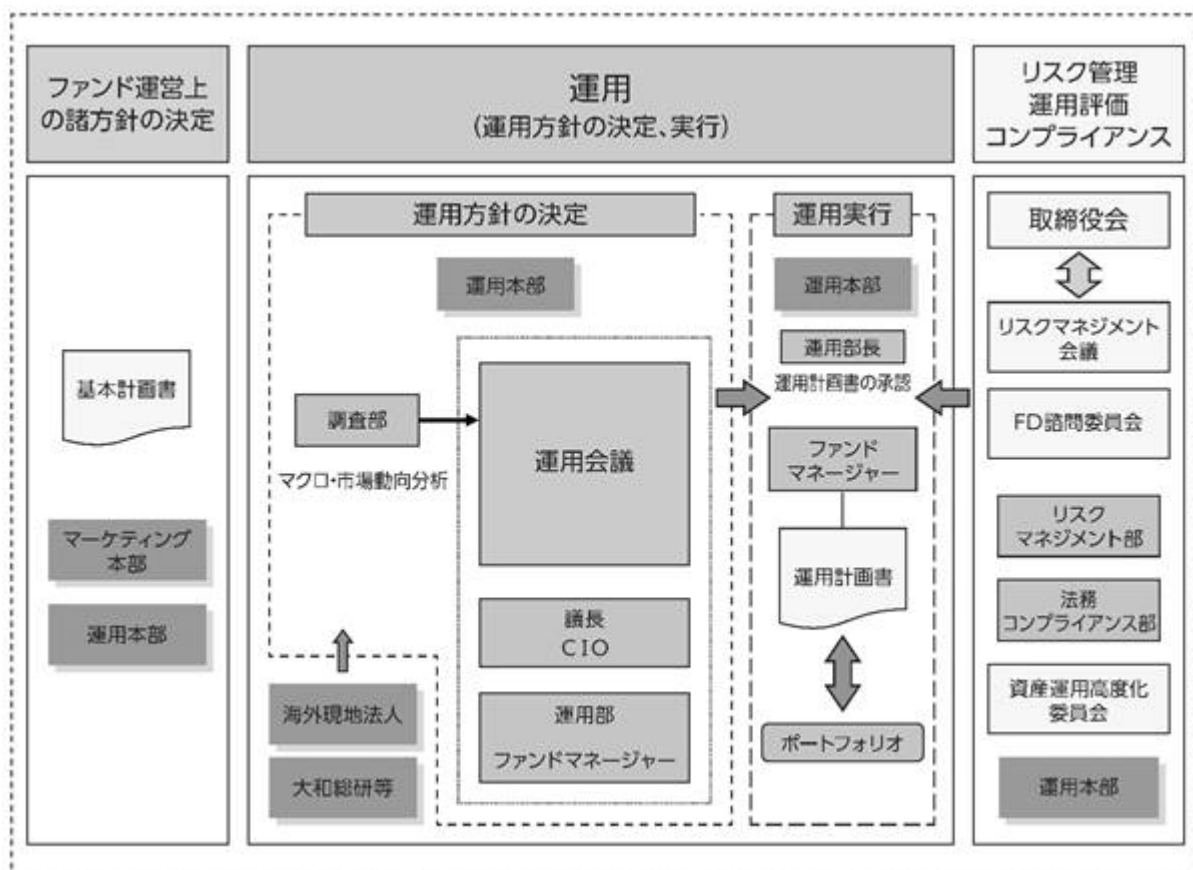 ファンド運営上
の諸方針の決定
運用
(運用方針の決定、実行)
リスク管理
運用評価
コンプライアンス
基本計画書
マーケティング
本部
運用本部
運用方針の決定
運用本部
調査部
マクロ・市場動向分析
運用会議
議長
CIO
運用部
ファンドマネージャー
海外現地法人
大和総研等
運用実行
運用本部
運用部長
運用計画書の承認
ファンド
マネージャー
運用計画書
ポートフォリオ
取締役会
リスクマネジメント
会議
FD諮問委員会
リスク
マネジメント部
法務
コンプライアンス部
資産運用高度化
委員会
運用本部